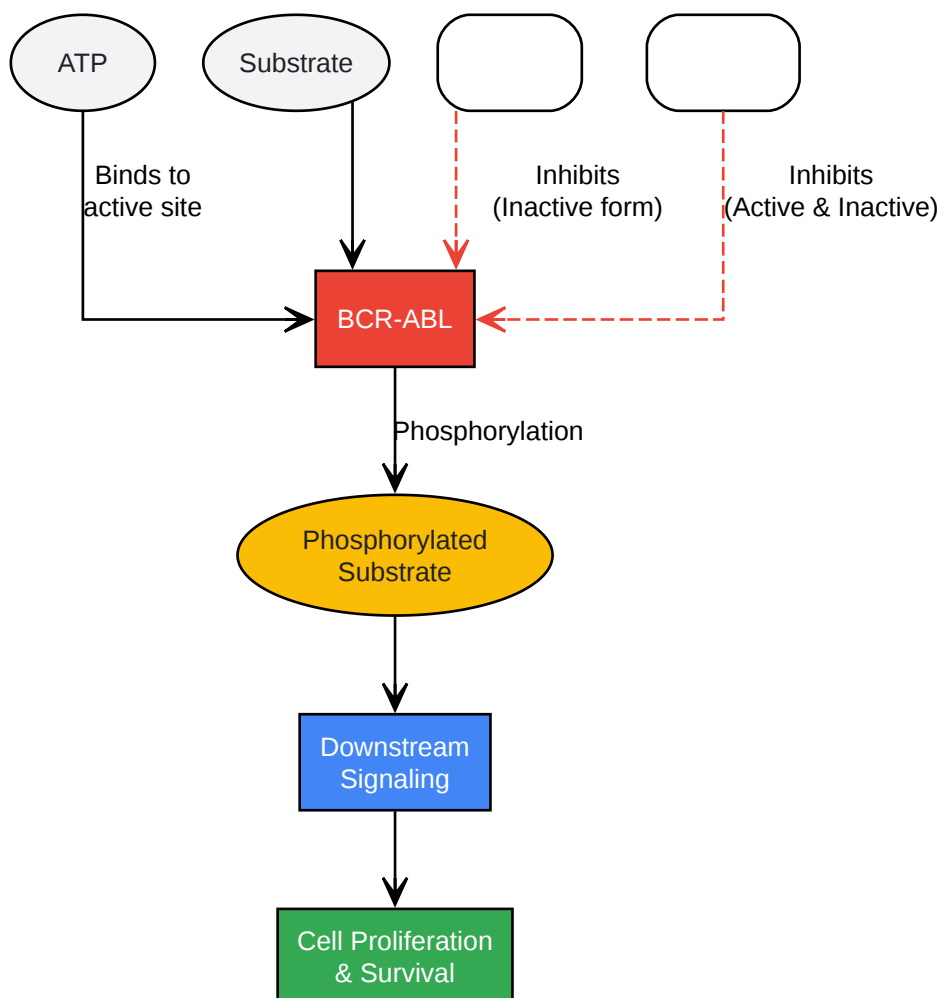 ATP
Substrate
Binds to
active site
Inhibits
(Inactive form)
Inhibits
(Active & Inactive)
BCR-ABL
Phosphorylation
Phosphorylated
Substrate
Downstream
Signaling
Cell Proliferation
& Survival